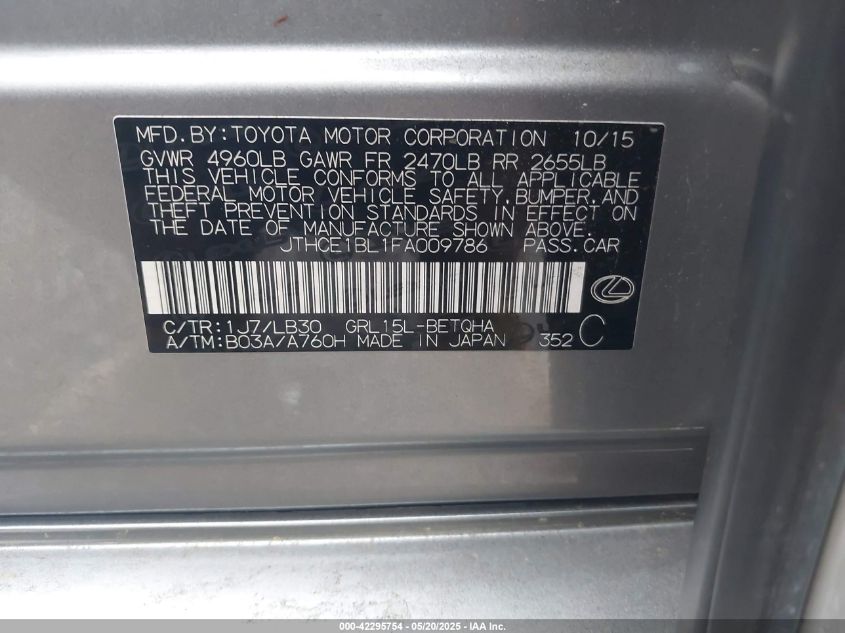 MFD.BY:TOYOTA MOTOR CORPORATION 10/15
GVWR 4960LB GAWR FR 2470LB RR 2655LB
THIS VEHICLE CONFORMS TO ALL APPLICABLE
FEDERAL MOTOR VEHICLE SAFETY,BUMPER,AND
THEFT PREVENTION STANDARDS IN EFFECT ON
THE DATE OF MANUFACTURE SHOWN ABOVE.
JTHCE1BL1FA009786 PASS.CAR
C/TR:1J7/LB30 GRL15L-BETQHA
A/TM:B03A/A760H MADE IN JAPAN 352 C
000-42295754 - 05/20/2025 - IAA Inc.